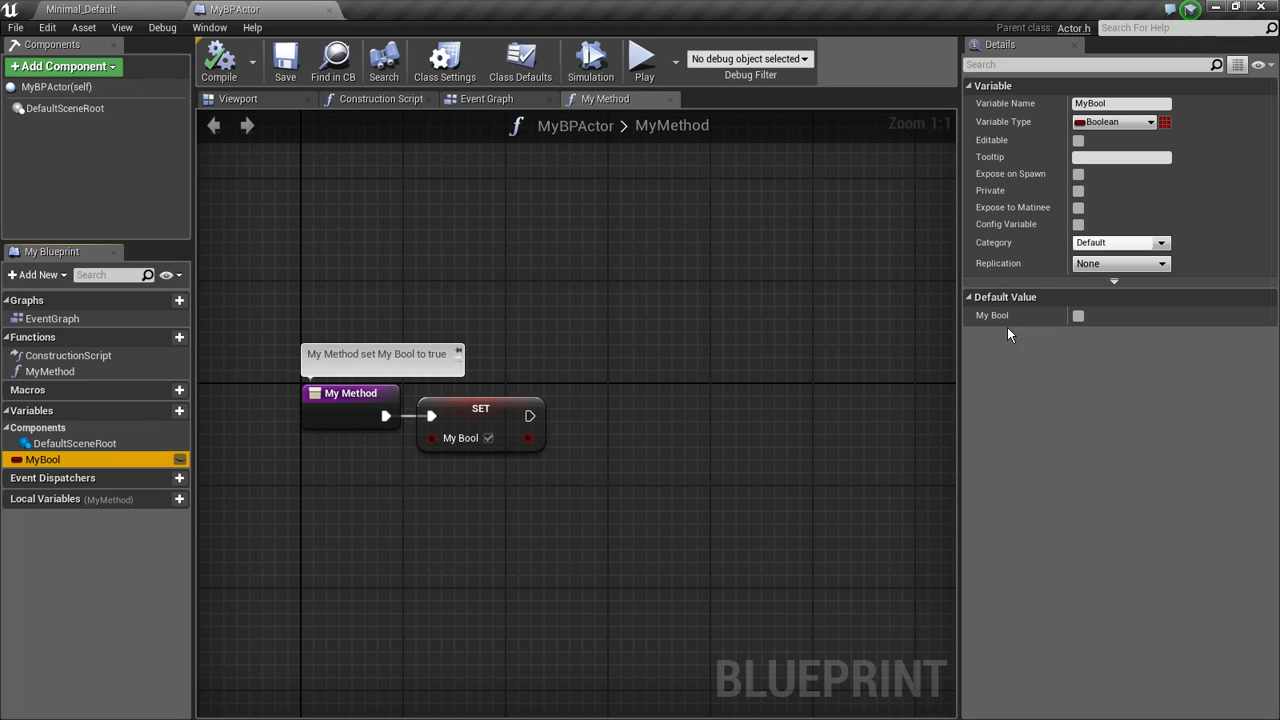 Minimal_Default
MyBPActor
File
Edit
Asset
View
Debug
Window
Help
Parent class: Actor.h
Search For Help
Components
Add Component
MyBPActor(self)
DefaultSceneRoot
Compile
Save
Find in CB
Search
Class Settings
Class Defaults
Simulation
Play
No debug object selected
Debug Filter
Viewport
Construction Script
Event Graph
My Method
MyBPActor > MyMethod
Zoom 1:1
My Blueprint
Add New
Search
Graphs
EventGraph
Functions
ConstructionScript
MyMethod
Macros
Variables
Components
DefaultSceneRoot
MyBool
Event Dispatchers
Local Variables (MyMethod)
My Method set My Bool to true
My Method
SET
My Bool
BLUEPRINT
Details
Search
Variable
Variable Name
MyBool
Variable Type
Boolean
Editable
Tooltip
Expose on Spawn
Private
Expose to Matinee
Config Variable
Category
Default
Replication
None
Default Value
My Bool